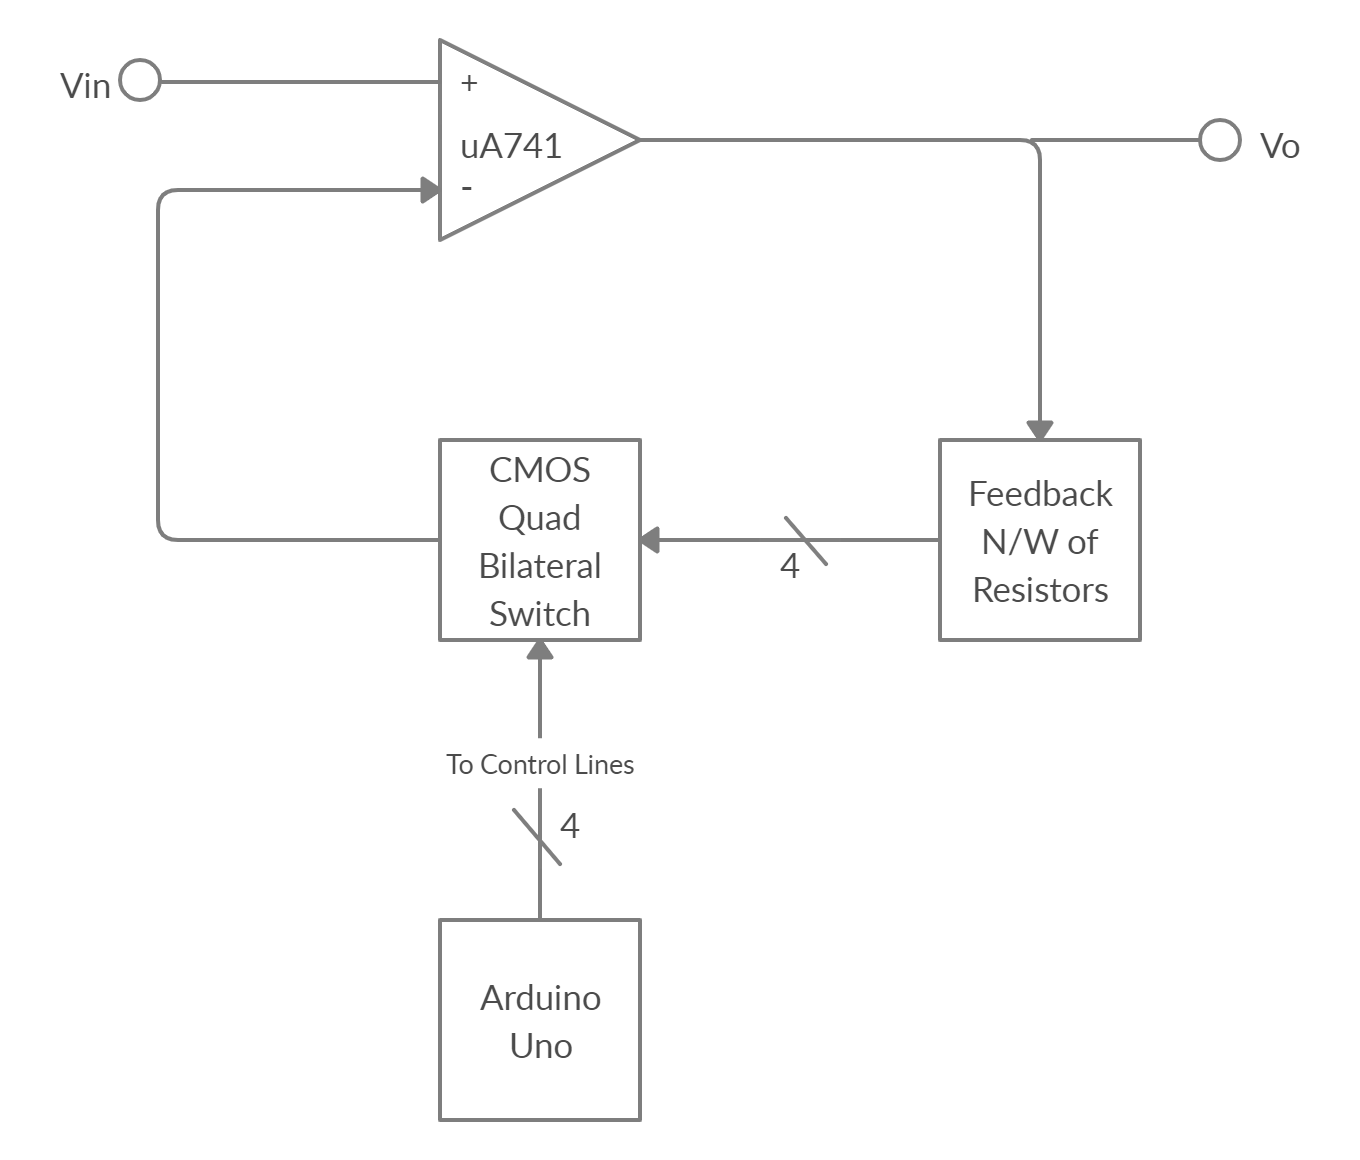 Vin
+
uA741
-
Vo
CMOS
Quad
Bilateral
Switch
4
Feedback
N/W of
Resistors
To Control Lines
4
Arduino
Uno